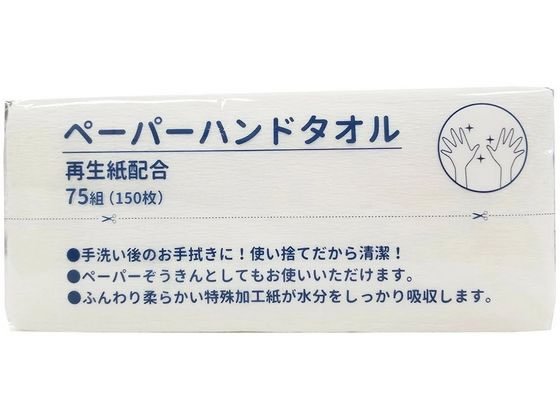 ペーパーハンドタオル
再生紙配合
75組（150枚）
●手洗い後のお手拭きに！使い捨てだから清潔！
●ペーパーぞうきんとしてもお使いいただけます。
●ふんわり柔らかい特殊加工紙が水分をしっかり吸収します。